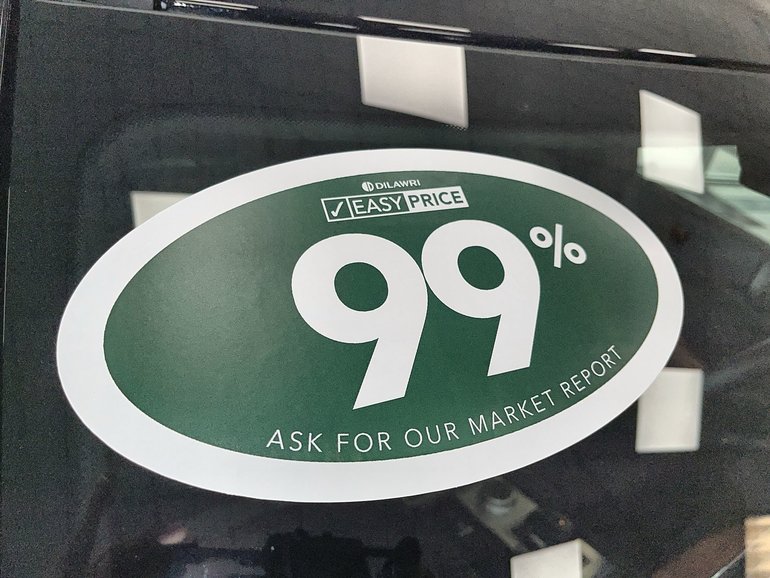 DILAWRI
EASY PRICE
99%
ASK FOR OUR MARKET REPORT